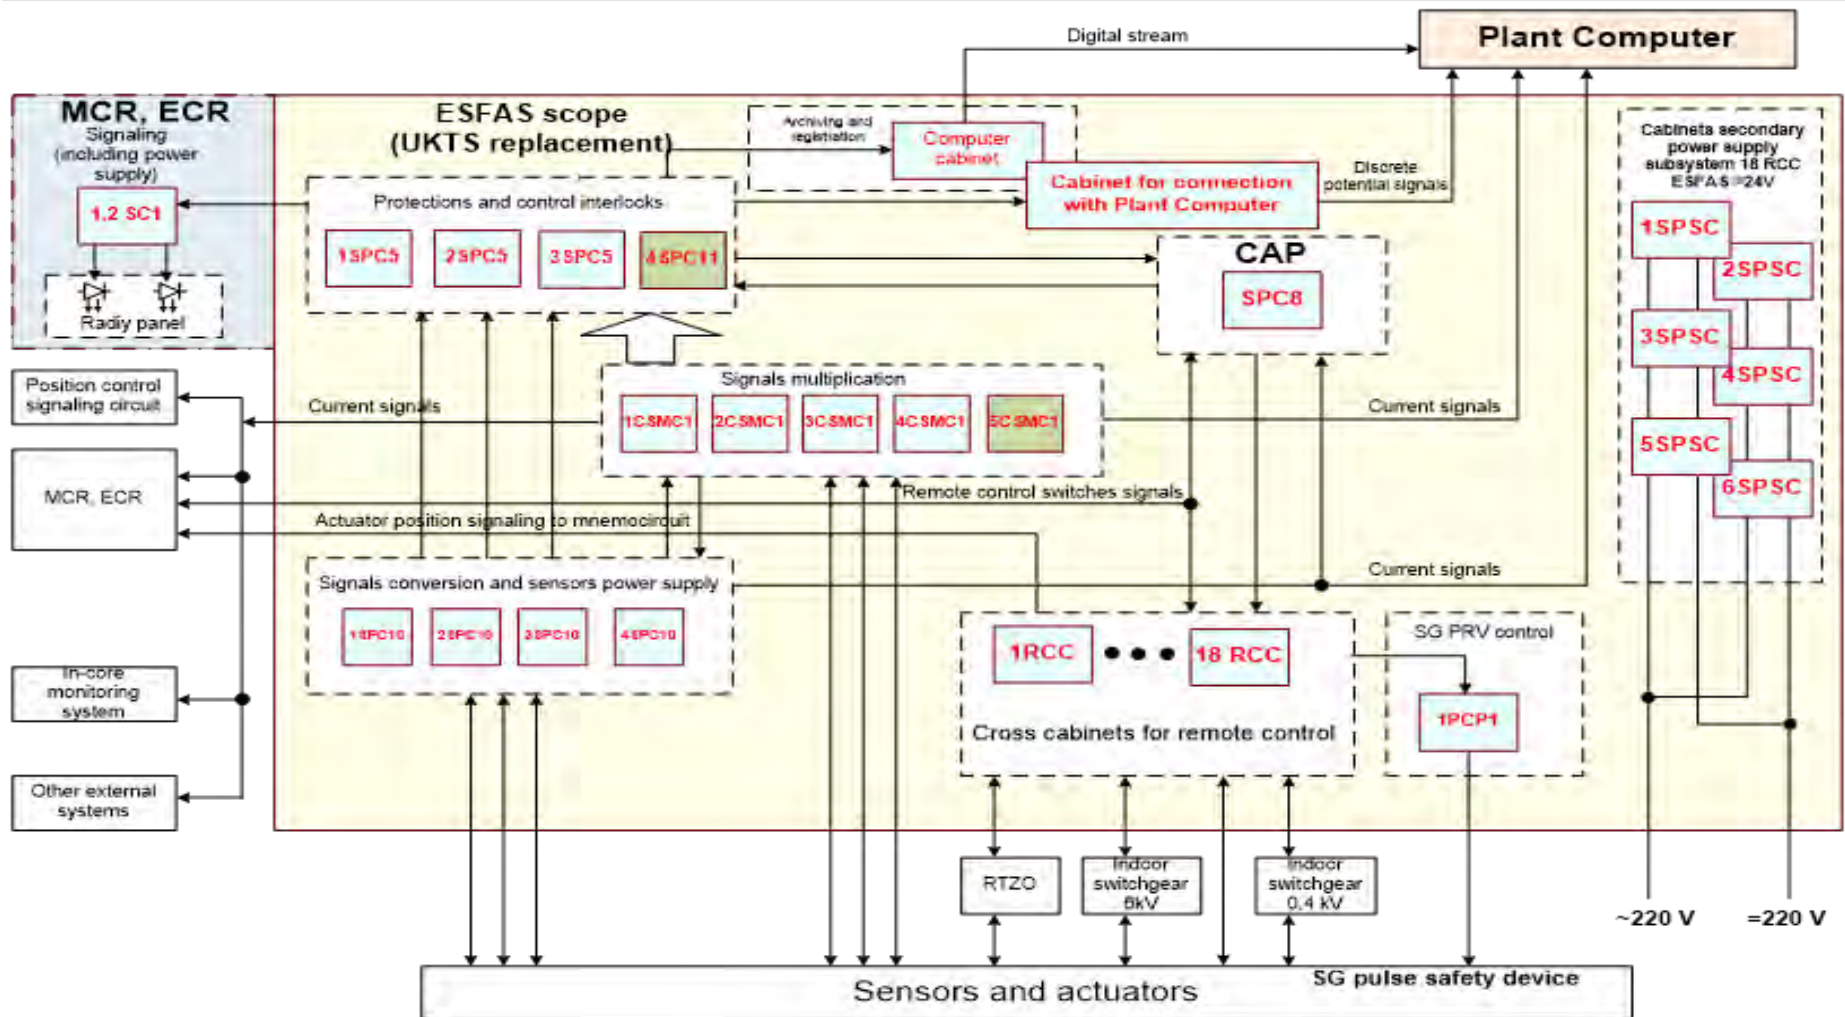 Digital stream
Plant Computer
MCR, ECR
Signaling
(including power
supply)
1,2 SC1
Radiy panel
ESFAS scope
(UKTS replacement)
Archiving and
registration
Computer
cabinet
Cabinet for connection
with Plant Computer
Discrete
potential signals
Cabinets secondary
power supply
subsystem 18 RCC
ESFAS =24V
1SPSC
2SPSC
3SPSC
4SPSC
5SPSC
6SPSC
Protections and control interlocks
1SPC5
2SPC5
3SPC5
4SPC11
CAP
SPC8
Position control
signaling circuit
Current signals
Signals multiplication
1CSMC1
2CSMC1
3CSMC1
4CSMC1
5CSMC1
Current signals
MCR, ECR
Remote control switches signals
Actuator position signaling to mnemocircuit
Signals conversion and sensors power supply
1SPC10
2SPC10
3SPC10
4SPC10
Current signals
1RCC
18 RCC
Cross cabinets for remote control
SG PRV control
1PCP1
In-core
monitoring
system
Other external
systems
RTZO
Indoor
switchgear
6kV
Indoor
switchgear
0,4 kV
~220 V
=220 V
SG pulse safety device
Sensors and actuators